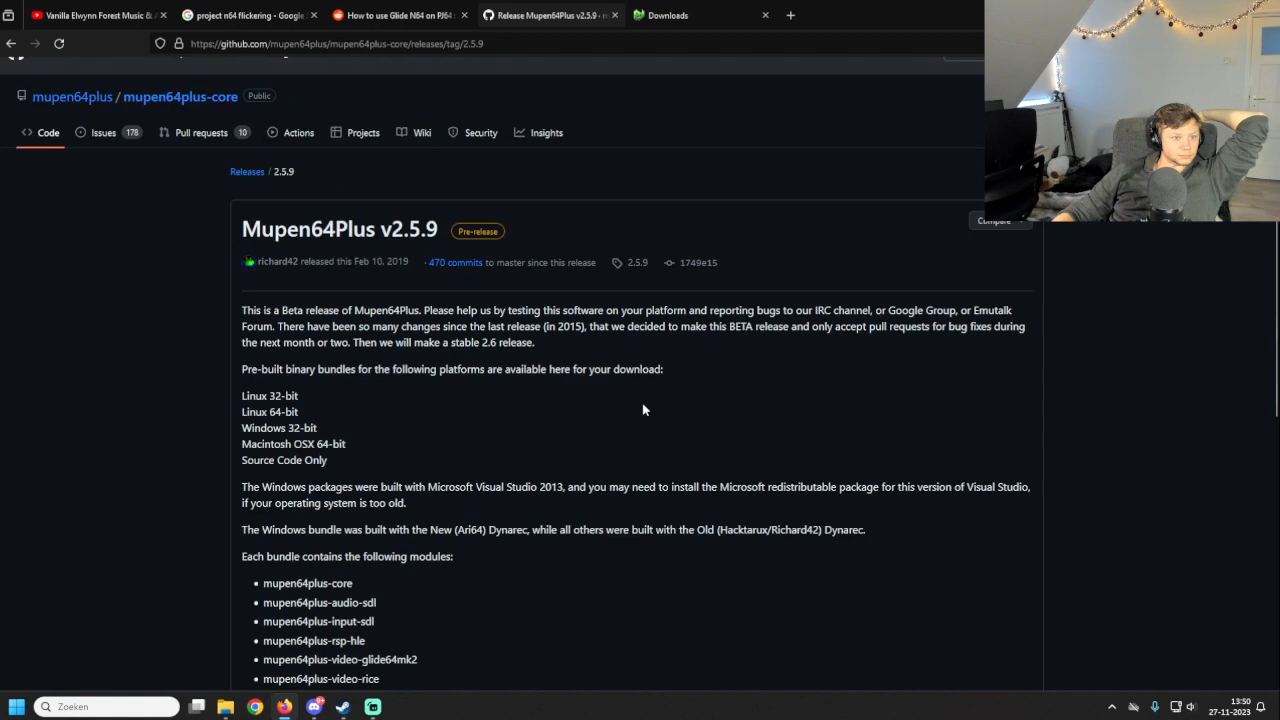 Vanilla Elwynn Forest Music &
project n64 flickering - Google
How to use Glide N64 on PJ64
Release Mupen64Plus v2.5.9
Downloads
https://github.com/mupen64plus/mupen64plus-core/releases/tag/2.5.9
mupen64plus / mupen64plus-core Public
Code Issues 178 Pull requests 10 Actions Projects Wiki Security Insights
Releases / 2.5.9
Mupen64Plus v2.5.9 Pre-release
Compare
richard42 released this Feb 10, 2019 · 470 commits to master since this release 2.5.9 1749e15
This is a Beta release of Mupen64Plus. Please help us by testing this software on your platform and reporting bugs to our IRC channel, or Google Group, or Emutalk
Forum. There have been so many changes since the last release (in 2015), that we decided to make this BETA release and only accept pull requests for bug fixes during
the next month or two. Then we will make a stable 2.6 release.
Pre-built binary bundles for the following platforms are available here for your download:
Linux 32-bit
Linux 64-bit
Windows 32-bit
Macintosh OSX 64-bit
Source Code Only
The Windows packages were built with Microsoft Visual Studio 2013, and you may need to install the Microsoft redistributable package for this version of Visual Studio,
if your operating system is too old.
The Windows bundle was built with the New (Ari64) Dynarec, while all others were built with the Old (Hacktarux/Richard42) Dynarec.
Each bundle contains the following modules:
• mupen64plus-core
• mupen64plus-audio-sdl
• mupen64plus-input-sdl
• mupen64plus-rsp-hle
• mupen64plus-video-glide64mk2
• mupen64plus-video-rice
Zoeken
13:50
27-11-2023